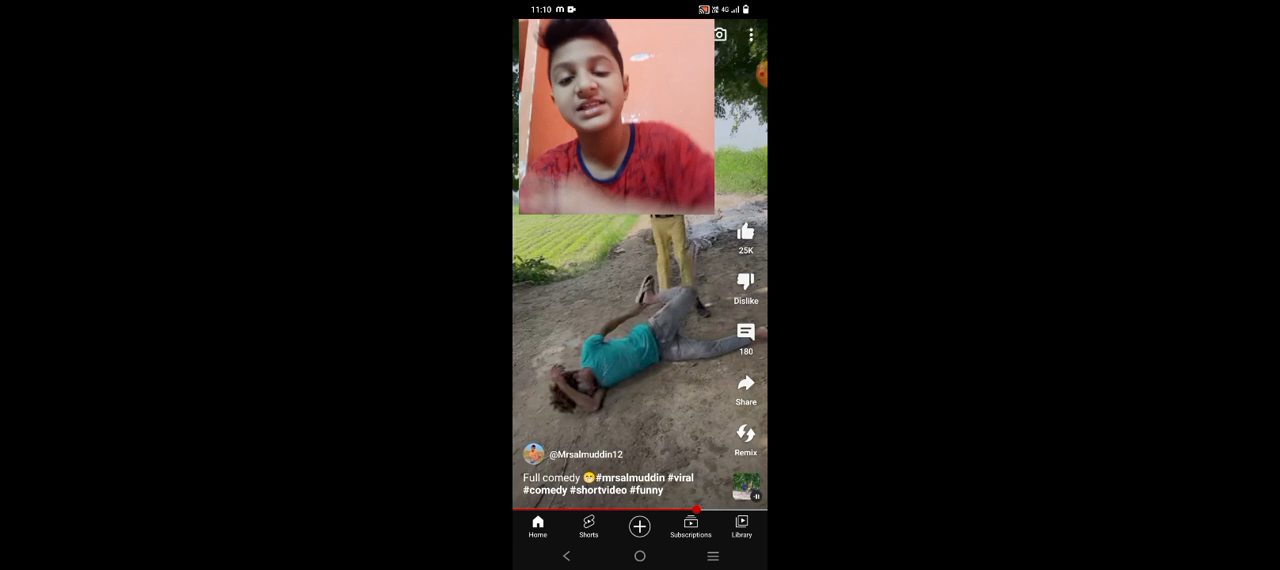 11:10
4G
25K
Dislike
180
Share
Remix
@Mrsalmuddin12
Full comedy 😁#mrsalmuddin #viral
#comedy #shortvideo #funny
Home
Shorts
Subscriptions
Library